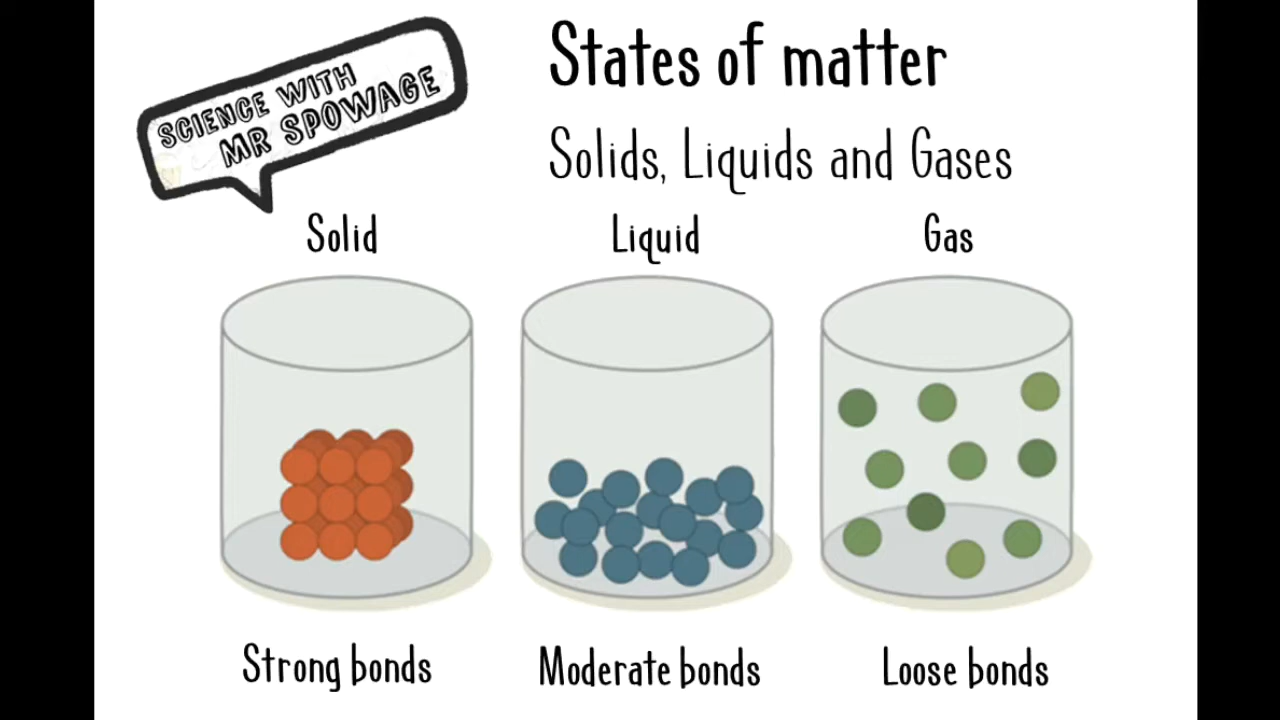 SCIENCE WITH
MR SPOWAGE
States of matter
Solids, Liquids and Gases
Solid
Liquid
Gas
Strong bonds
Moderate bonds
Loose bonds